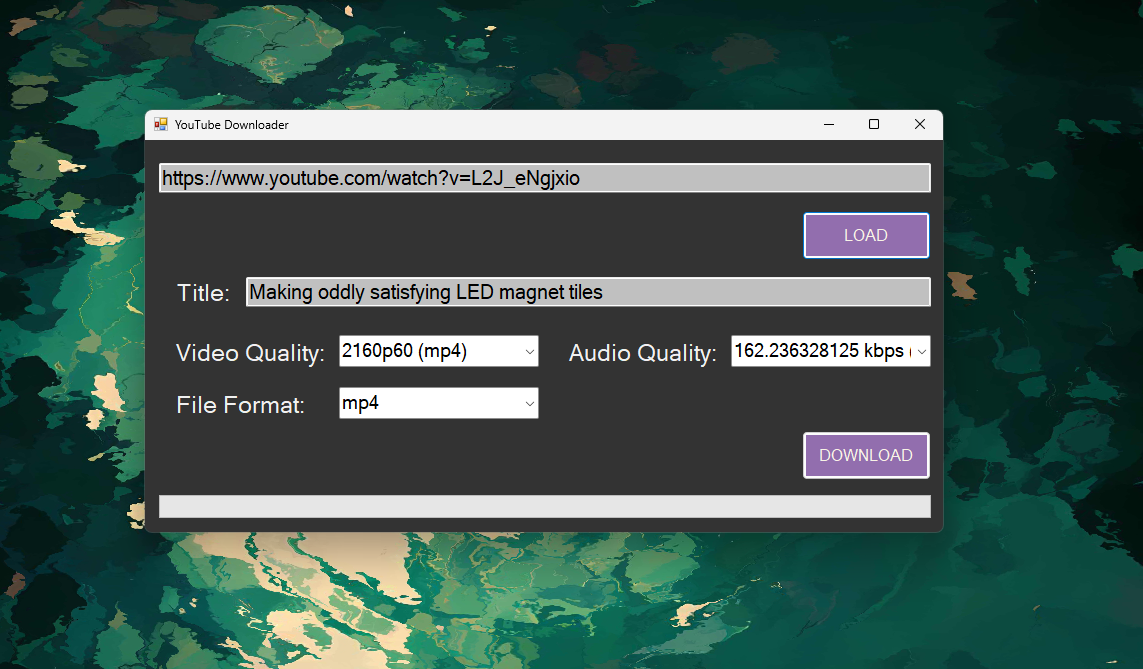 YouTube Downloader
https://www.youtube.com/watch?v=L2J_eNgjxio
LOAD
Title: Making oddly satisfying LED magnet tiles
Video Quality: 2160p60 (mp4) Audio Quality: 162.236328125 kbps (
File Format: mp4
DOWNLOAD